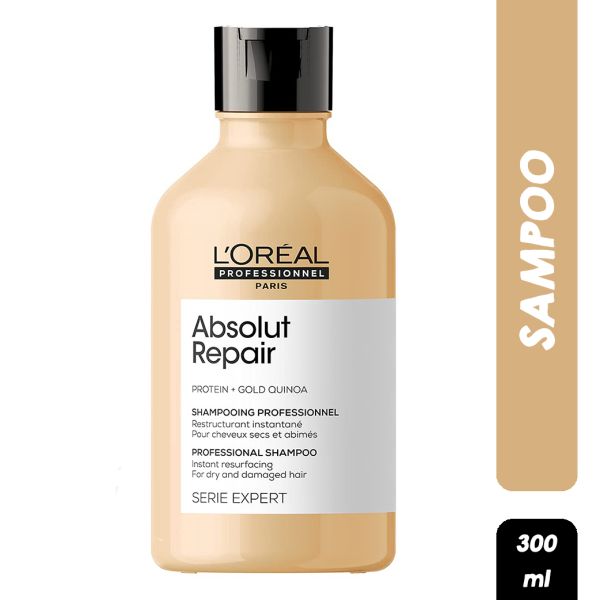 L'ORÉAL
PROFESSIONNEL
PARIS
Absolut
Repair
PROTEIN + GOLD QUINOA
SHAMPOOING PROFESSIONNEL
Restructurant instantané
Pour cheveux secs et abîmés
PROFESSIONAL SHAMPOO
Instant resurfacing
For dry and damaged hair
SERIE EXPERT
SAMPOO
300
ml